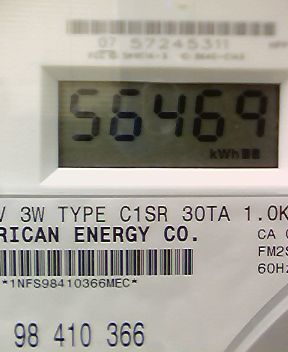 07 57245311
56469
kWh
V 3W TYPE C1SR 30TA 1.0K
RICAN ENERGY CO.
CA
FM2S
60Hz
*1NFS98410366MEC*
98 410 366